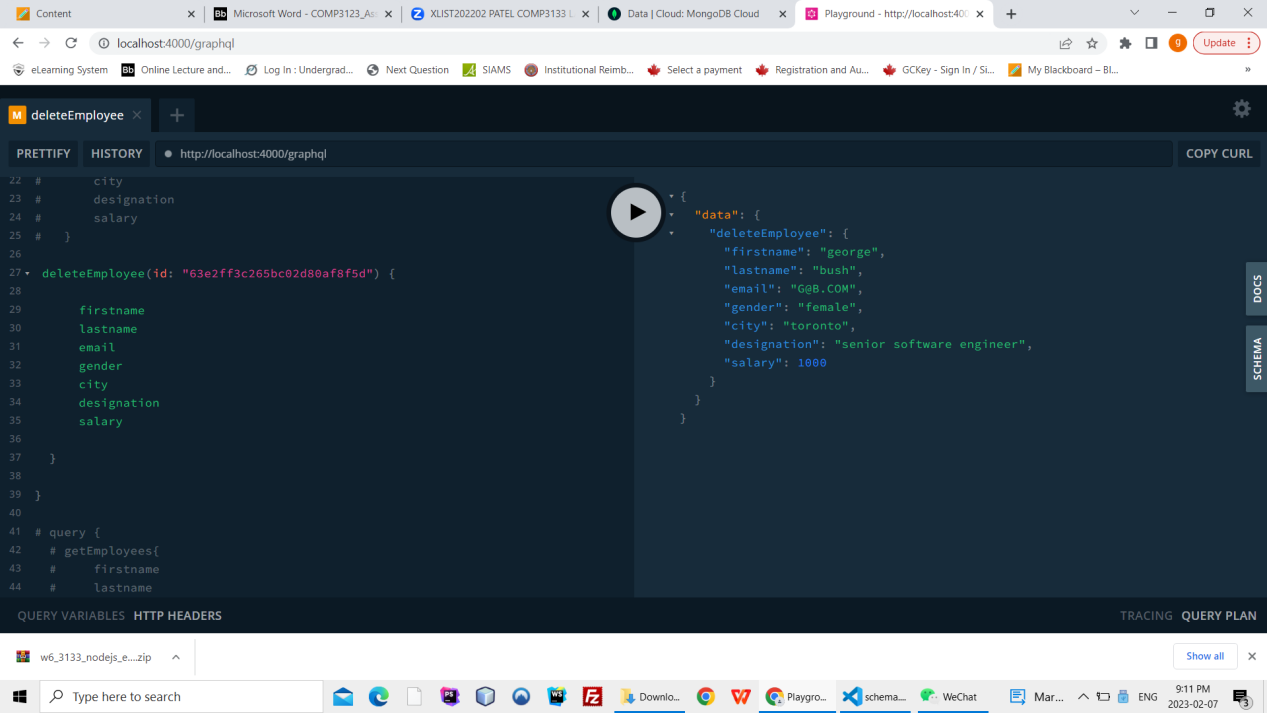 Content
Microsoft Word - COMP3123_As
XLIST202202 PATEL COMP3133 L
Data | Cloud: MongoDB Cloud
Playground - http://localhost:400
localhost:4000/graphql
g
Update
eLearning System
Bb
Online Lecture and...
Log In : Undergrad...
Next Question
SIAMS
Institutional Reimb...
Select a payment
Registration and Au...
GCKey - Sign In / Si...
My Blackboard – Bl...
»
M deleteEmployee
PRETTIFY
HISTORY
http://localhost:4000/graphql
COPY CURL
22 # city
23 # designation
24 # salary
25 # }
26
27 deleteEmployee(id: "63e2ff3c265bc02d80af8f5d") {
28
29 firstname
30 lastname
31 email
32 gender
33 city
34 designation
35 salary
36
37 }
38
39 }
40
41 # query {
42 # getEmployees{
43 # firstname
44 # lastname
{
"data": {
"deleteEmployee": {
"firstname": "george",
"lastname": "bush",
"email": "G@B.COM",
"gender": "female",
"city": "toronto",
"designation": "senior software engineer",
"salary": 1000
}
}
}
DOCS
SCHEMA
QUERY VARIABLES
HTTP HEADERS
TRACING
QUERY PLAN
w6_3133_nodejs_e....zip
Show all
Type here to search
PS
WS
FZ
Downlo...
Playgro...
schema....
WeChat
Mar...
ENG
9:11 PM
2023-02-07
3